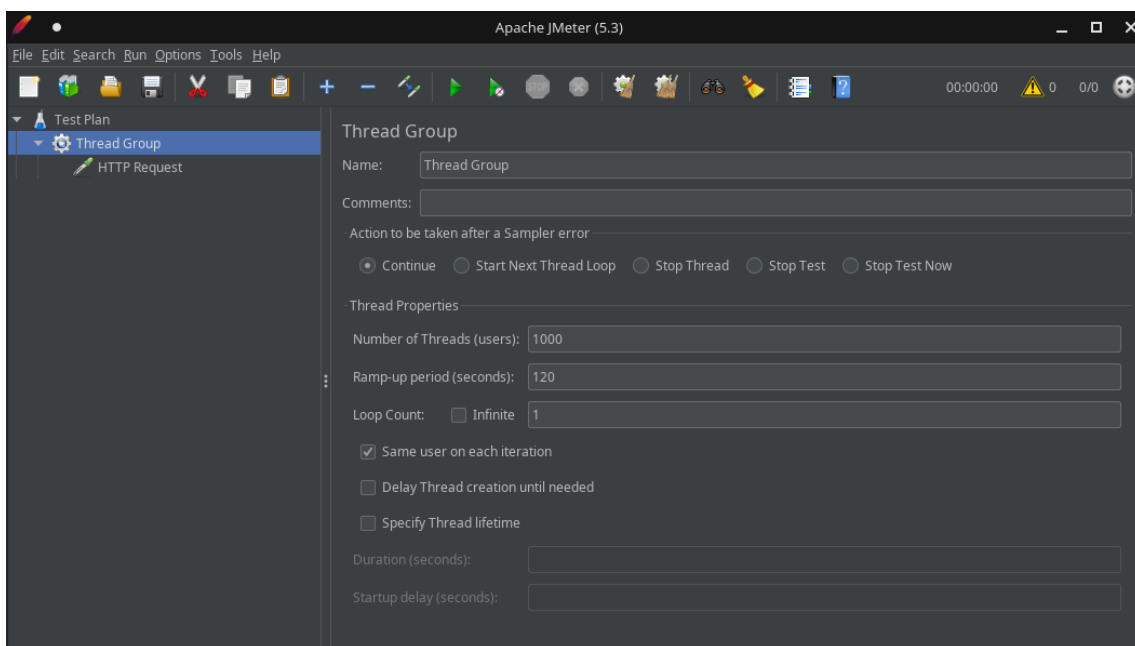 Apache JMeter (5.3)
File Edit Search Run Options Tools Help
STOP 00:00:00 0 0/0
Test Plan
Thread Group
HTTP Request
Thread Group
Name: Thread Group
Comments:
Action to be taken after a Sampler error
Continue Start Next Thread Loop Stop Thread Stop Test Stop Test Now
Thread Properties
Number of Threads (users): 1000
Ramp-up period (seconds): 120
Loop Count: Infinite 1
Same user on each iteration
Delay Thread creation until needed
Specify Thread lifetime
Duration (seconds):
Startup delay (seconds):